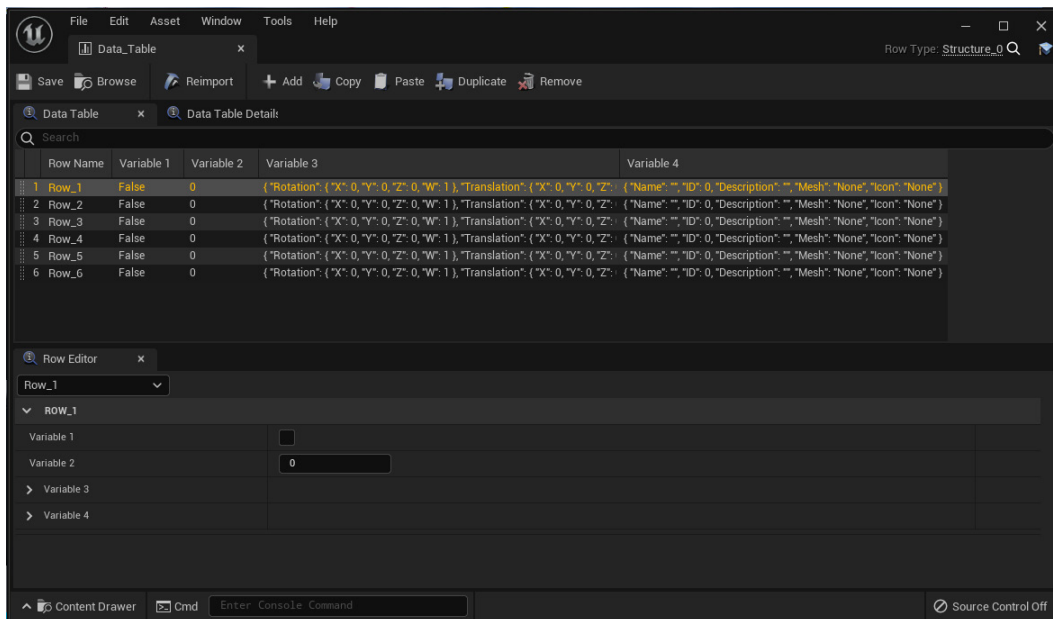 File Edit Asset Window Tools Help
Data_Table
Row Type: Structure_0
Save Browse Reimport Add Copy Paste Duplicate Remove
Data Table Data Table Details
Search
Row Name Variable 1 Variable 2 Variable 3 Variable 4
1 Row_1 False 0 { "Rotation": { "X": 0, "Y": 0, "Z": 0, "W": 1 }, "Translation": { "X": 0, "Y": 0, "Z": { "Name": "", "ID": 0, "Description": "", "Mesh": "None", "Icon": "None" }
2 Row_2 False 0 { "Rotation": { "X": 0, "Y": 0, "Z": 0, "W": 1 }, "Translation": { "X": 0, "Y": 0, "Z": { "Name": "", "ID": 0, "Description": "", "Mesh": "None", "Icon": "None" }
3 Row_3 False 0 { "Rotation": { "X": 0, "Y": 0, "Z": 0, "W": 1 }, "Translation": { "X": 0, "Y": 0, "Z": { "Name": "", "ID": 0, "Description": "", "Mesh": "None", "Icon": "None" }
4 Row_4 False 0 { "Rotation": { "X": 0, "Y": 0, "Z": 0, "W": 1 }, "Translation": { "X": 0, "Y": 0, "Z": { "Name": "", "ID": 0, "Description": "", "Mesh": "None", "Icon": "None" }
5 Row_5 False 0 { "Rotation": { "X": 0, "Y": 0, "Z": 0, "W": 1 }, "Translation": { "X": 0, "Y": 0, "Z": { "Name": "", "ID": 0, "Description": "", "Mesh": "None", "Icon": "None" }
6 Row_6 False 0 { "Rotation": { "X": 0, "Y": 0, "Z": 0, "W": 1 }, "Translation": { "X": 0, "Y": 0, "Z": { "Name": "", "ID": 0, "Description": "", "Mesh": "None", "Icon": "None" }
Row Editor
Row_1
ROW_1
Variable 1
Variable 2 0
Variable 3
Variable 4
Content Drawer Cmd Enter Console Command Source Control Off